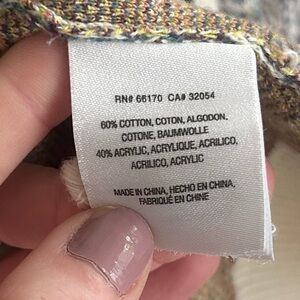 RN# 66170 CA# 32054
60% COTTON, COTON, ALGODON,
COTONE, BAUMWOLLE
40% ACRYLIC, ACRYLIQUE, ACRILICO,
ACRILICO, ACRYLIC
MADE IN CHINA, HECHO EN CHINA,
FABRIQUÉ EN CHINE